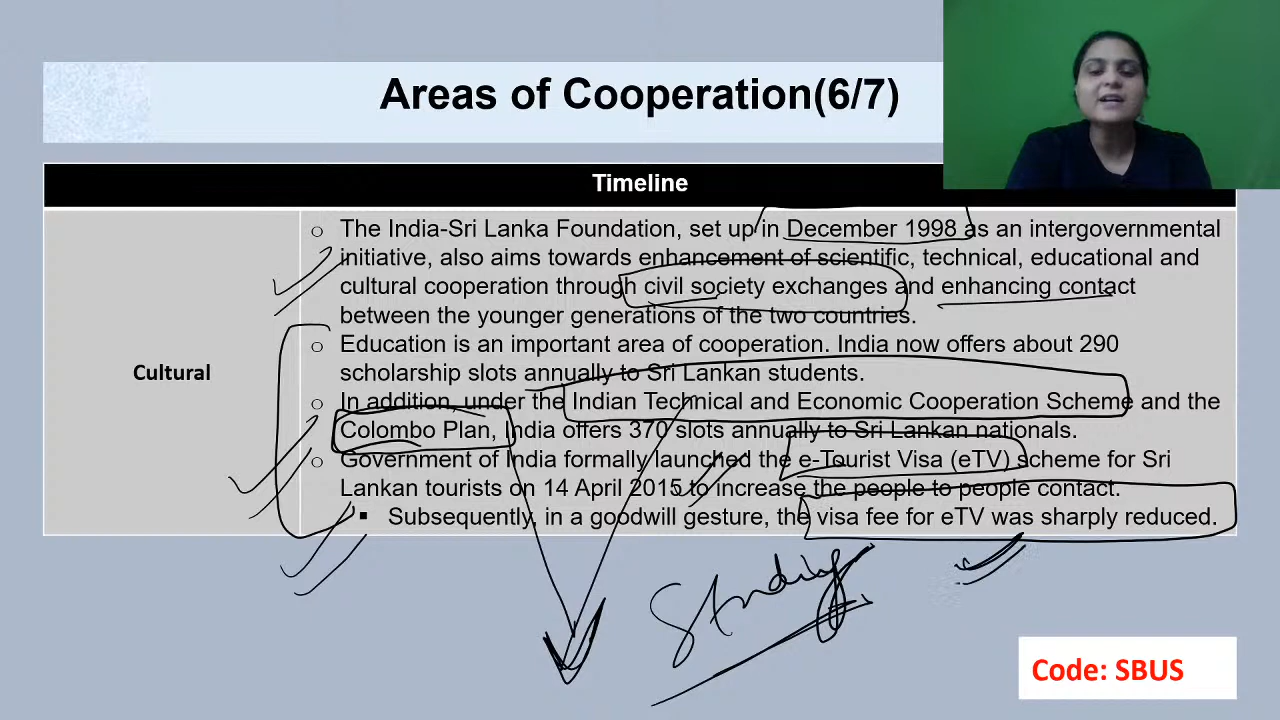 Areas of Cooperation(6/7)
Timeline
Cultural
o The India-Sri Lanka Foundation, set up in December 1998 as an intergovernmental
initiative, also aims towards enhancement of scientific, technical, educational and
cultural cooperation through civil society exchanges and enhancing contact
between the younger generations of the two countries.
o Education is an important area of cooperation. India now offers about 290
scholarship slots annually to Sri Lankan students.
o In addition, under the Indian Technical and Economic Cooperation Scheme and the
Colombo Plan, India offers 370 slots annually to Sri Lankan nationals.
o Government of India formally launched the e-Tourist Visa (eTV) scheme for Sri
Lankan tourists on 14 April 2015 to increase the people to people contact.
▪ Subsequently, in a goodwill gesture, the visa fee for eTV was sharply reduced.
Code: SBUS